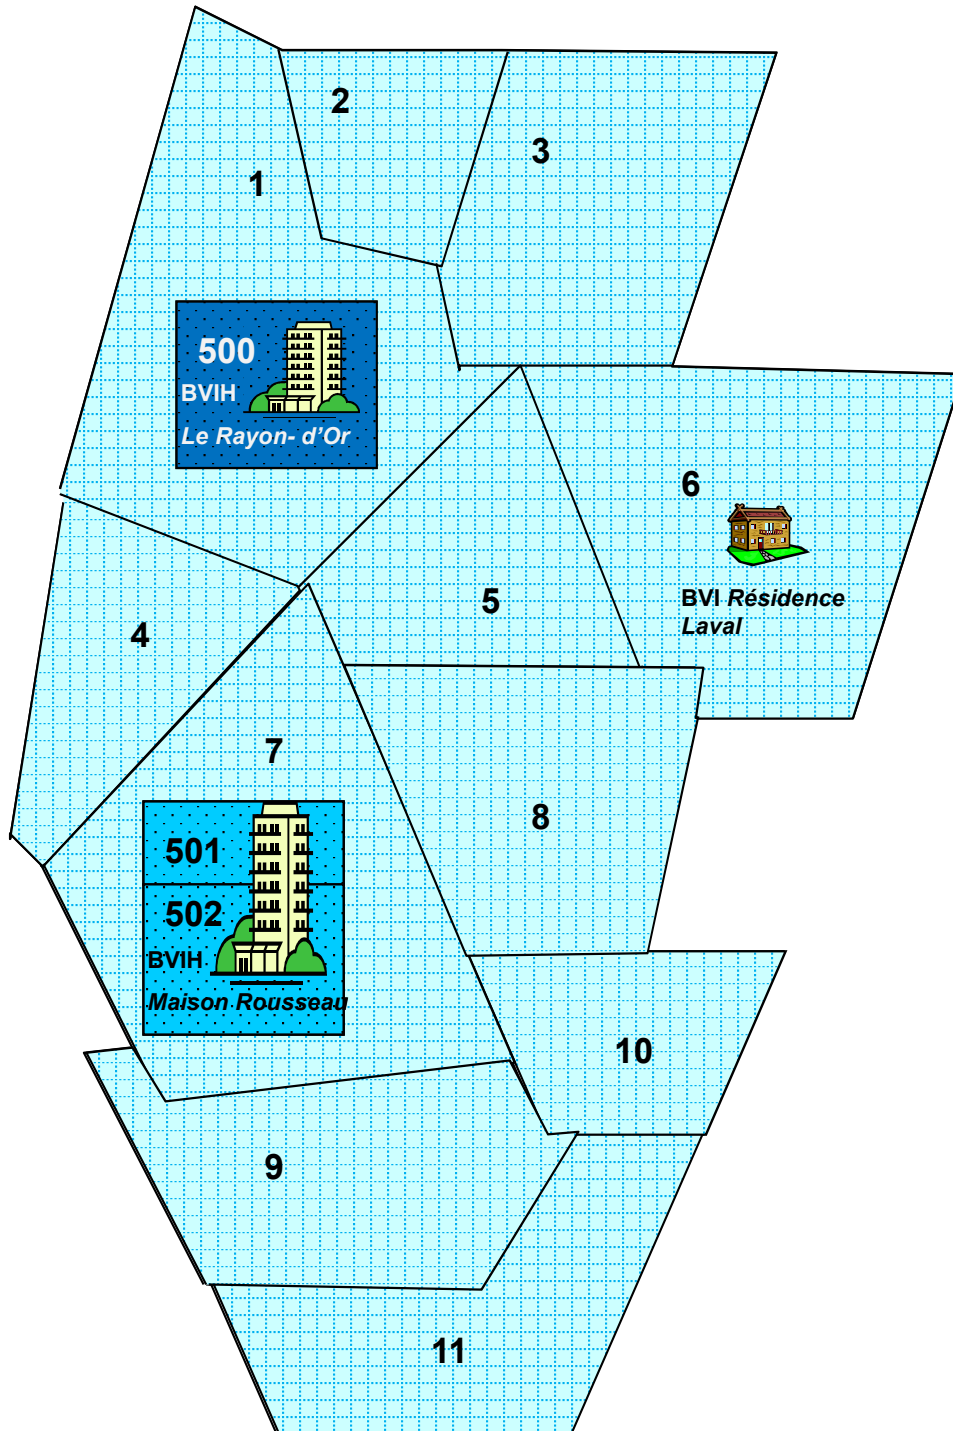 2
3
1
500
BVIH
Le Rayon- d’Or
6
BVI Résidence
Laval
5
4
7
8
501
502
BVIH
Maison Rousseau
10
9
11